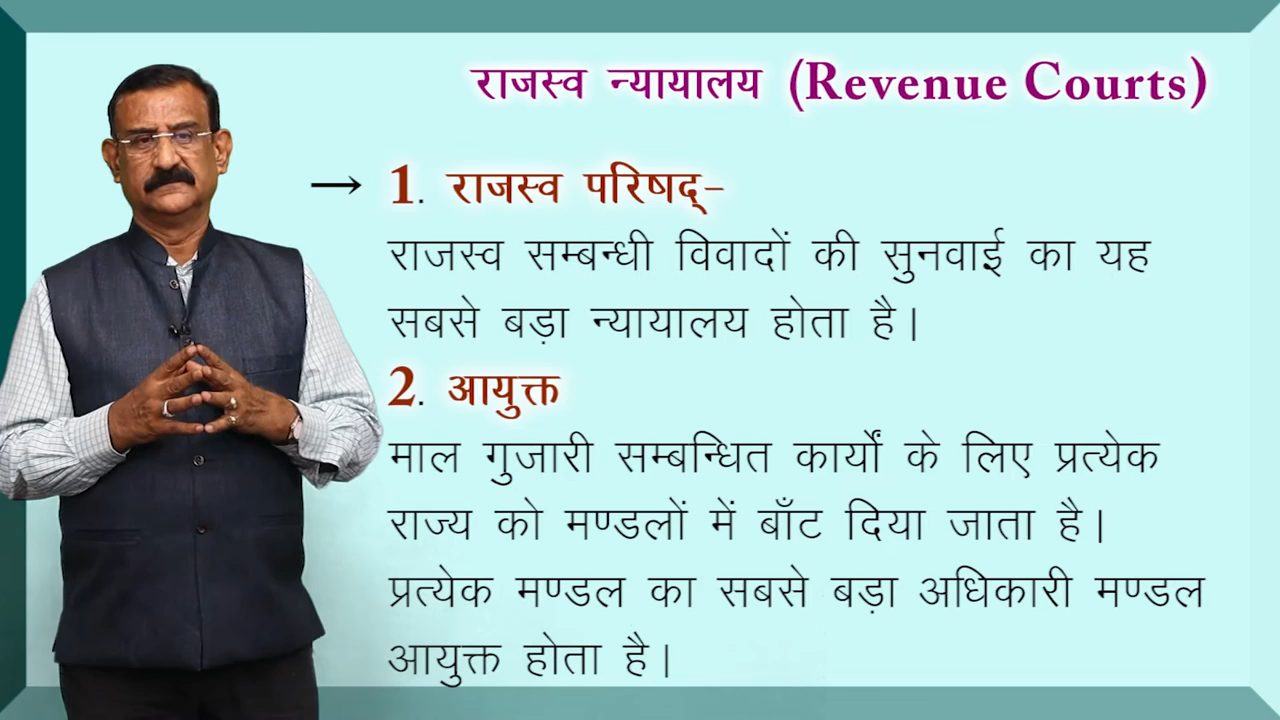 राजस्व न्यायालय (Revenue Courts)
→ 1. राजस्व परिषद्-
राजस्व सम्बन्धी विवादों की सुनवाई का यह
सबसे बड़ा न्यायालय होता है।
2. आयुक्त
माल गुजारी सम्बन्धित कार्यों के लिए प्रत्येक
राज्य को मण्डलों में बाँट दिया जाता है।
प्रत्येक मण्डल का सबसे बड़ा अधिकारी मण्डल
आयुक्त होता है।